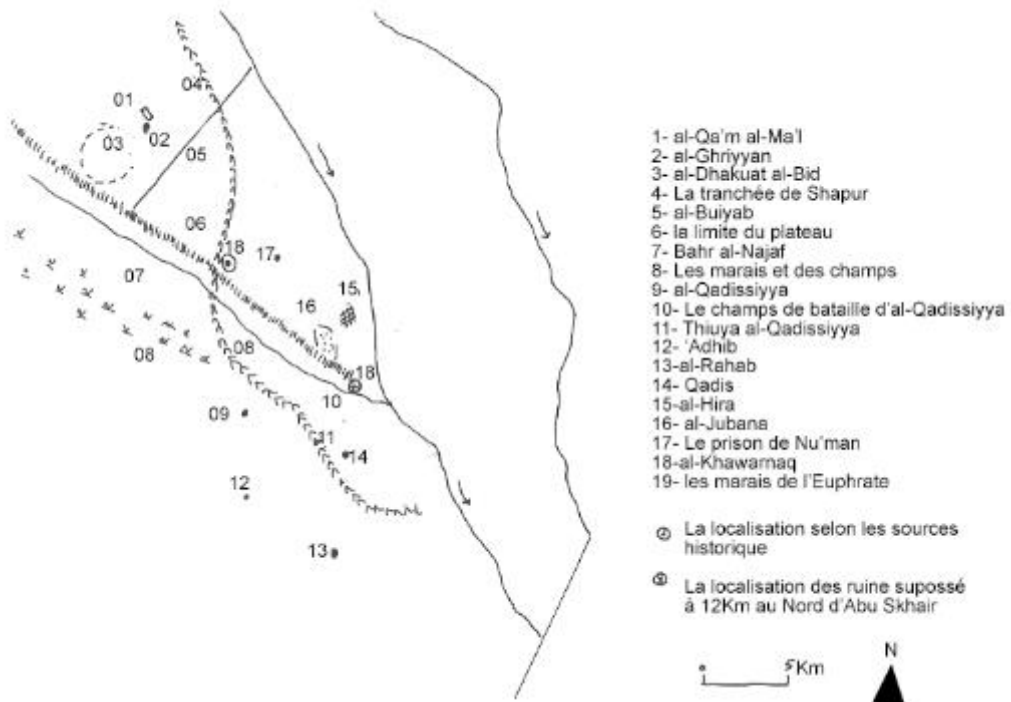 04
01
02
03
05
06
18
17
15
16
07
08
08
18
10
09
11
14
12
13
1- al-Qa'm al-Ma'l
2- al-Ghriyyan
3- al-Dhakuat al-Bid
4- La tranchée de Shapur
5- al-Buiyab
6- la limite du plateau
7- Bahr al-Najaf
8- Les marais et des champs
9- al-Qadissiyya
10- Le champs de bataille d'al-Qadissiyya
11- Thiuya al-Qadissiyya
12- 'Adhib
13-al-Rahab
14- Qadis
15-al-Hira
16- al-Jubana
17- Le prison de Nu'man
18-al-Khawarnaq
19- les marais de l'Euphrate
La localisation selon les sources
historique
La localisation des ruine supossé
à 12Km au Nord d'Abu Skhair
5 Km
N